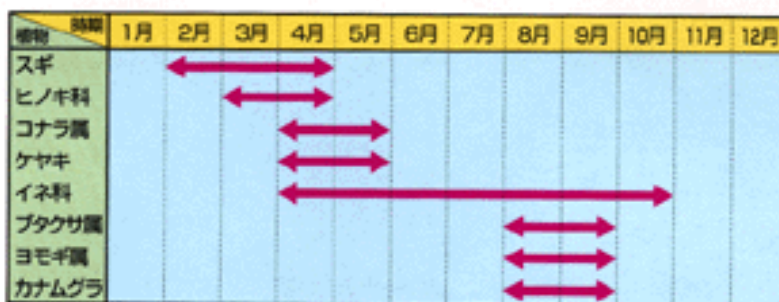 時期
植物 1月 2月 3月 4月 5月 6月 7月 8月 9月 10月 11月 12月
スギ
ヒノキ科
コナラ属
ケヤキ
イネ科
ブタクサ属
ヨモギ属
カナムグラ